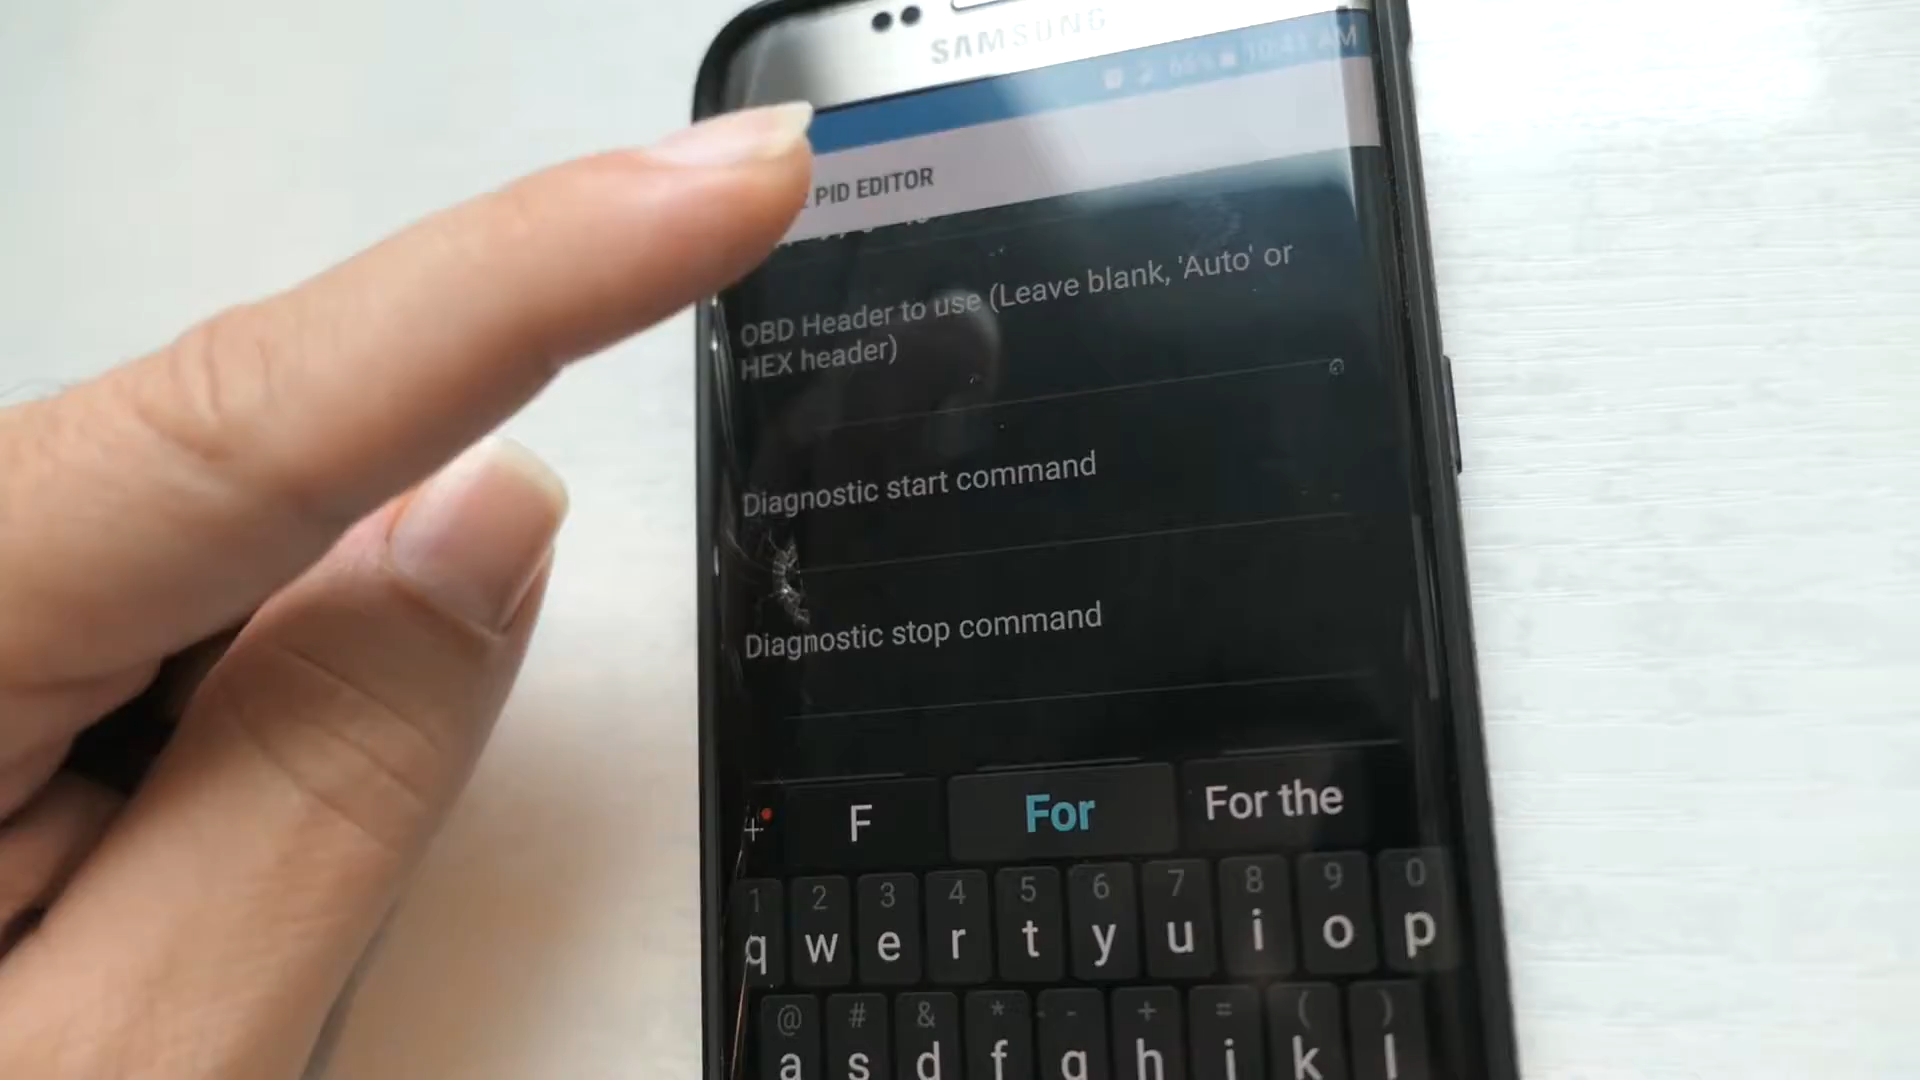 SAMSUNG
66% 10:43 AM
PID EDITOR
OBD Header to use (Leave blank, 'Auto' or
HEX header)
Diagnostic start command
Diagnostic stop command
+ F For For the
1 2 3 4 5 6 7 8 9 0
q w e r t y u i o p
@ # & * - + = ( )
a s d f g h j k l